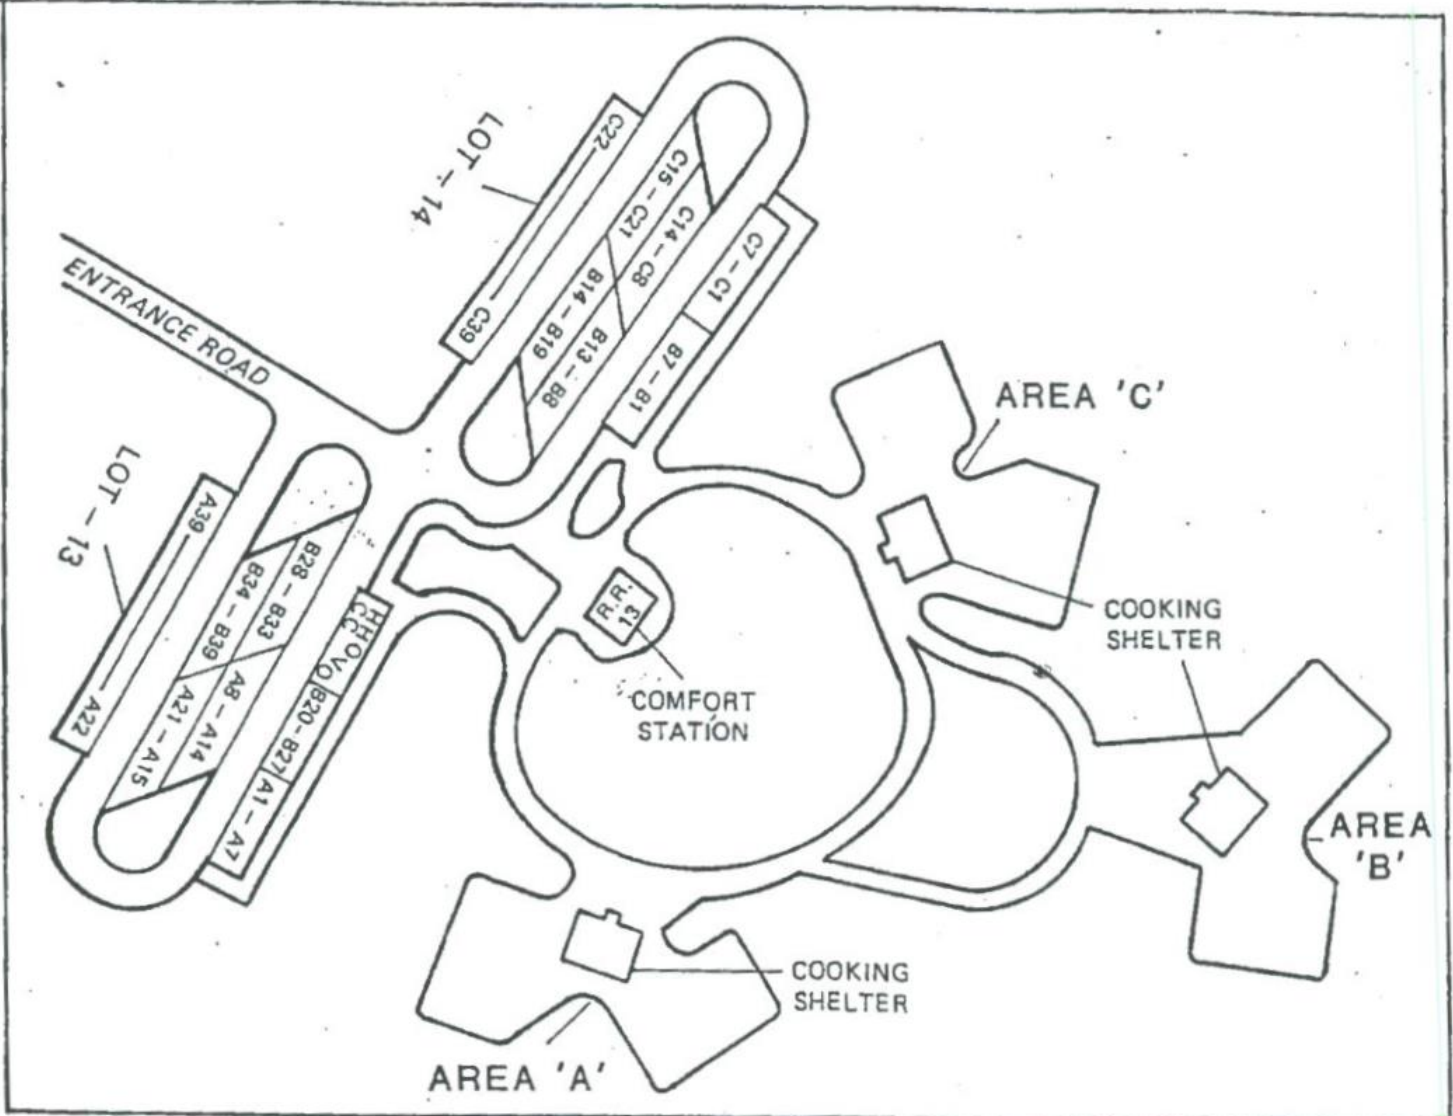 LOT-14
C22
C39
C15-C21
C14-C8
B14-B19
B13-B8
C7-C1
B7-B1
ENTRANCE ROAD
LOT-13
A39
A22
B28-B33
B34-B39
A8-A14
A21-A15
B20-B27
A1-A7
R.R.
13
COMFORT
STATION
AREA 'C'
COOKING
SHELTER
AREA
'B'
COOKING
SHELTER
AREA 'A'